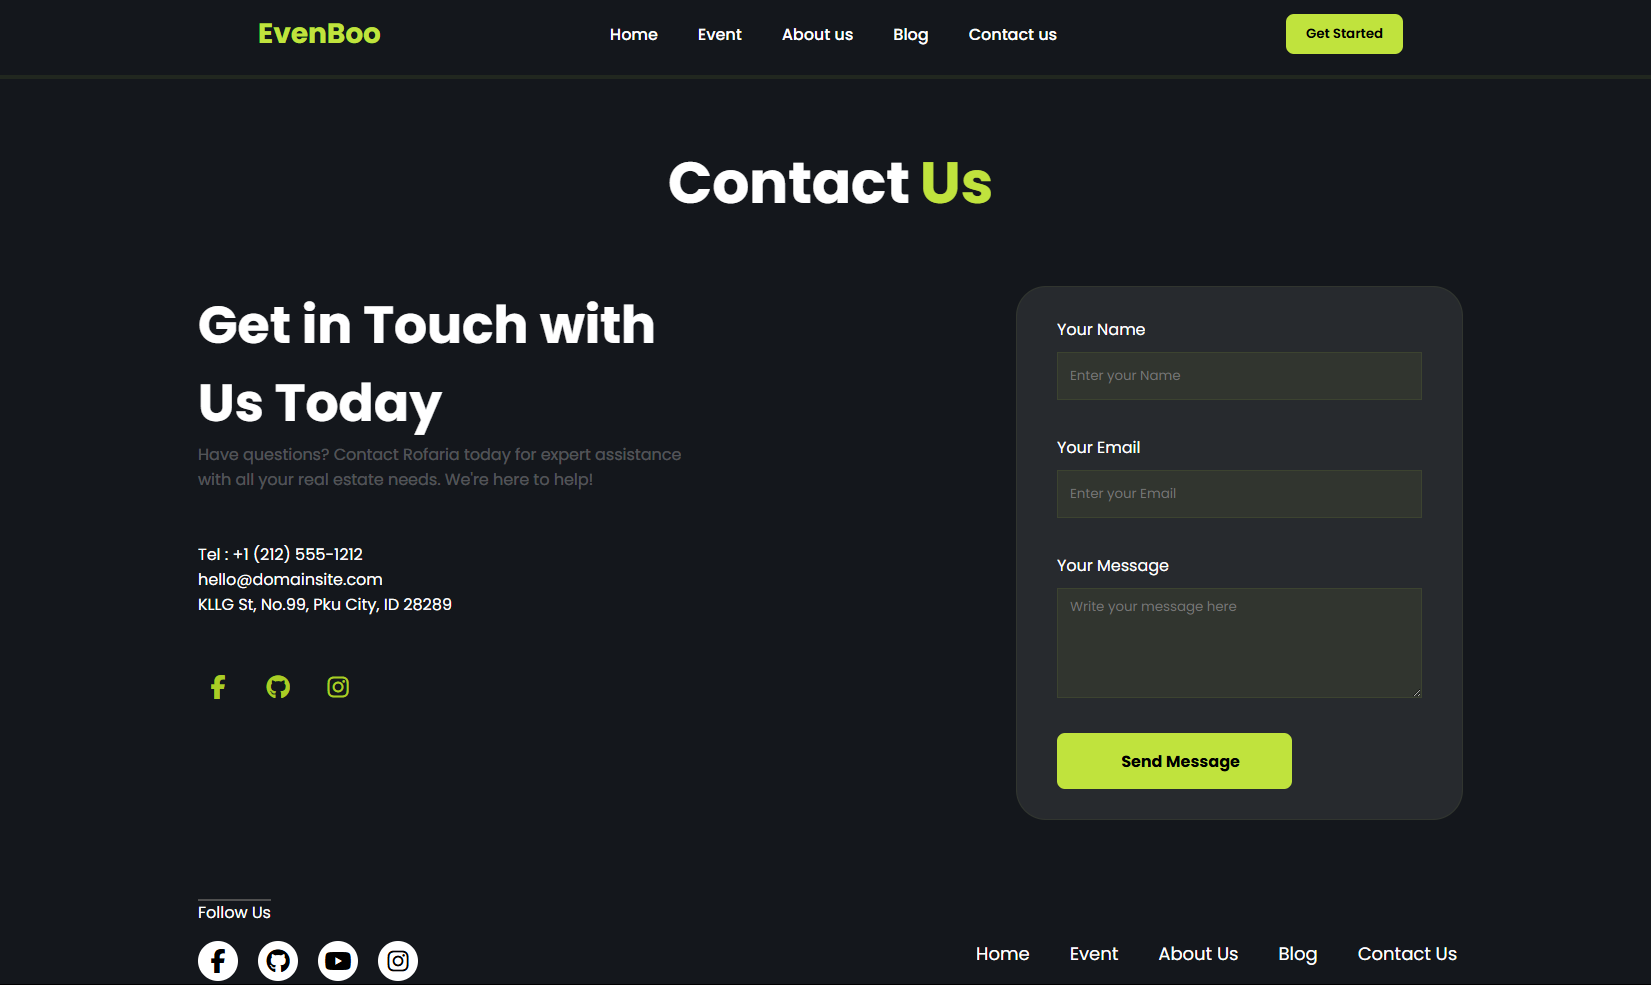 EvenBoo
Home Event About us Blog Contact us
Get Started
Contact Us
Get in Touch with
Us Today
Have questions? Contact Rofaria today for expert assistance
with all your real estate needs. We're here to help!
Tel : +1 (212) 555-1212
hello@domainsite.com
KLLG St, No.99, Pku City, ID 28289
Your Name
Enter your Name
Your Email
Enter your Email
Your Message
Write your message here
Send Message
Follow Us
Home Event About Us Blog Contact Us